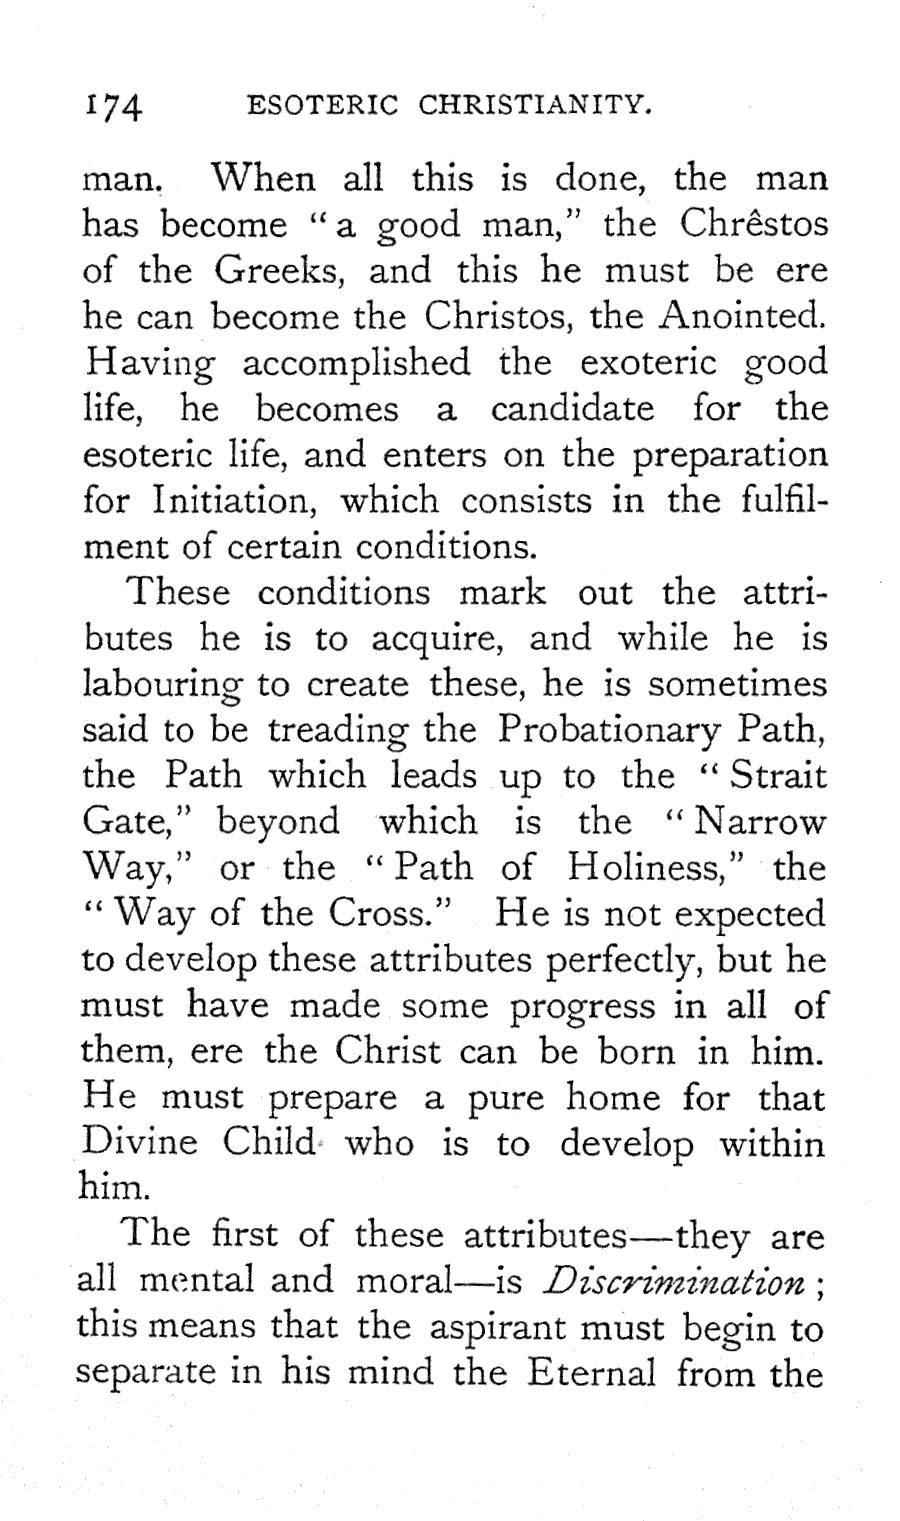 174 ESOTERIC CHRISTIANITY.
man. When all this is done, the man
has become “a good man,” the Chrêstos
of the Greeks, and this he must be ere
he can become the Christos, the Anointed.
Having accomplished the exoteric good
life, he becomes a candidate for the
esoteric life, and enters on the preparation
for Initiation, which consists in the fulfil-
ment of certain conditions.
These conditions mark out the attri-
butes he is to acquire, and while he is
labouring to create these, he is sometimes
said to be treading the Probationary Path,
the Path which leads up to the “Strait
Gate,” beyond which is the “Narrow
Way,” or the “Path of Holiness,” the
“Way of the Cross.” He is not expected
to develop these attributes perfectly, but he
must have made some progress in all of
them, ere the Christ can be born in him.
He must prepare a pure home for that
Divine Child who is to develop within
him.
The first of these attributes—they are
all mental and moral—is Discrimination ;
this means that the aspirant must begin to
separate in his mind the Eternal from the